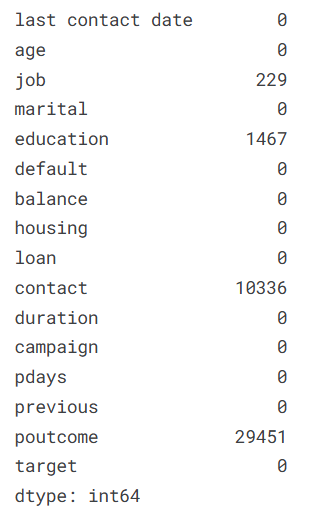 last contact date 0
age 0
job 229
marital 0
education 1467
default 0
balance 0
housing 0
loan 0
contact 10336
duration 0
campaign 0
pdays 0
previous 0
poutcome 29451
target 0
dtype: int64